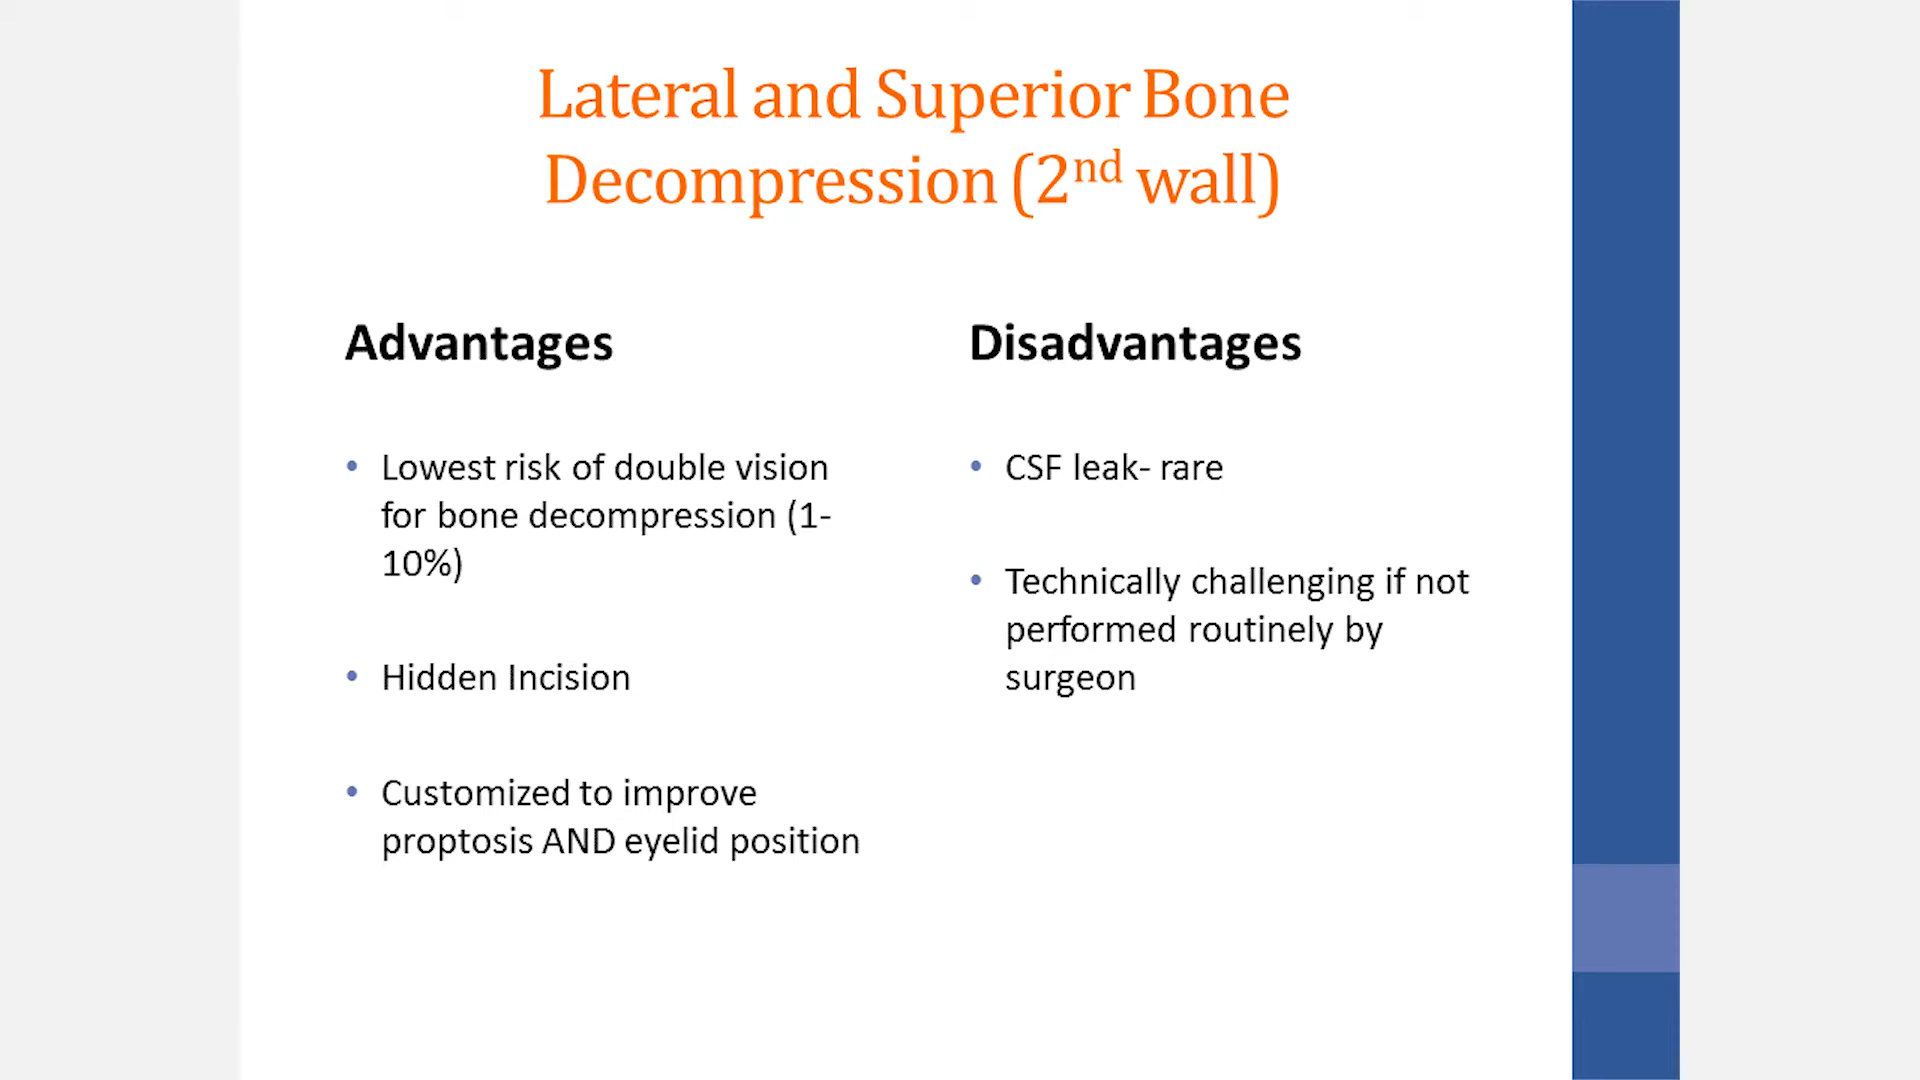 Lateral and Superior Bone
Decompression (2nd wall)
Advantages
• Lowest risk of double vision
for bone decompression (1-
10%)
• Hidden Incision
• Customized to improve
proptosis AND eyelid position
Disadvantages
• CSF leak- rare
• Technically challenging if not
performed routinely by
surgeon